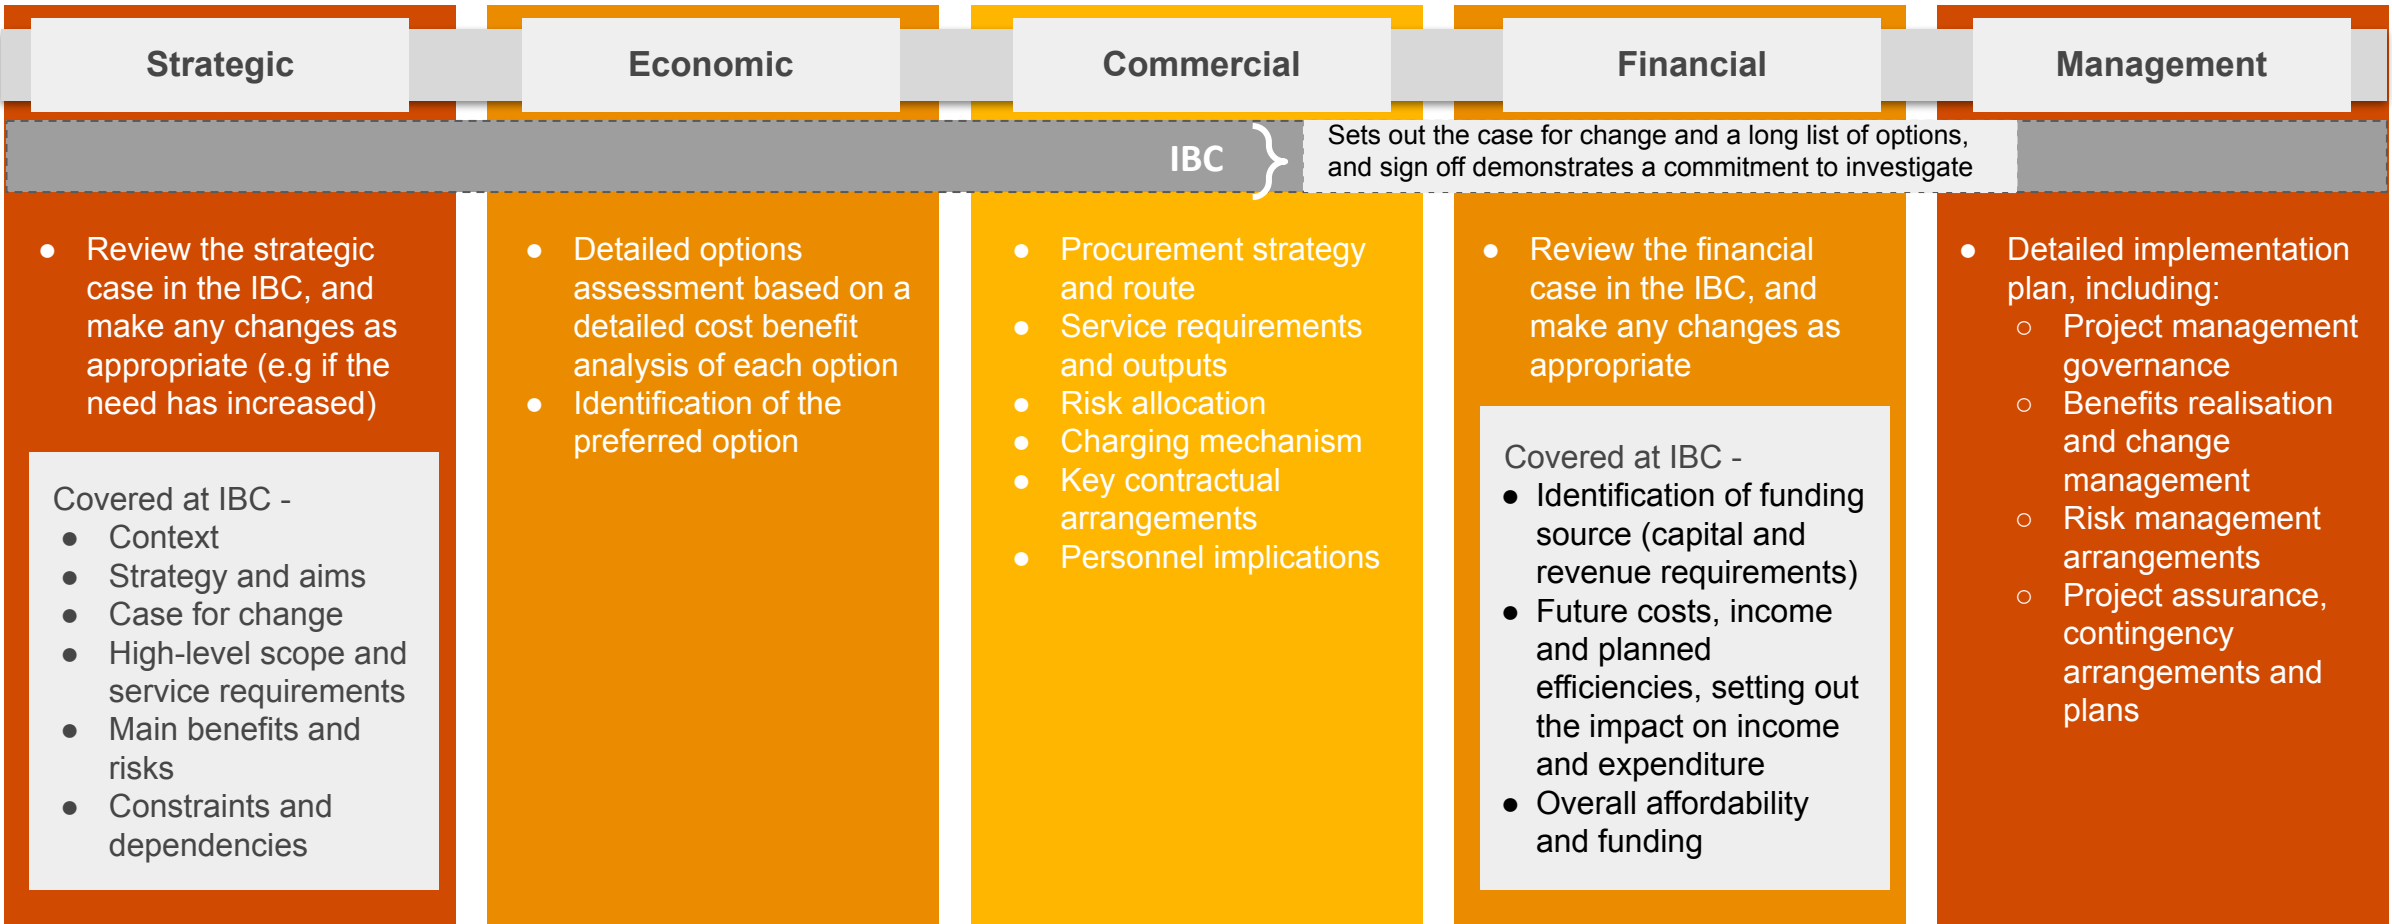 Strategic
Economic
Commercial
Financial
Management
IBC
Sets out the case for change and a long list of options,
and sign off demonstrates a commitment to investigate
● Review the strategic
case in the IBC, and
make any changes as
appropriate (e.g if the
need has increased)
Covered at IBC -
● Context
● Strategy and aims
● Case for change
● High-level scope and
service requirements
● Main benefits and
risks
● Constraints and
dependencies
● Detailed options
assessment based on a
detailed cost benefit
analysis of each option
● Identification of the
preferred option
● Procurement strategy
and route
● Service requirements
and outputs
● Risk allocation
● Charging mechanism
● Key contractual
arrangements
● Personnel implications
● Review the financial
case in the IBC, and
make any changes as
appropriate
Covered at IBC -
● Identification of funding
source (capital and
revenue requirements)
● Future costs, income
and planned
efficiencies, setting out
the impact on income
and expenditure
● Overall affordability
and funding
● Detailed implementation
plan, including:
○ Project management
governance
○ Benefits realisation
and change
management
○ Risk management
arrangements
○ Project assurance,
contingency
arrangements and
plans